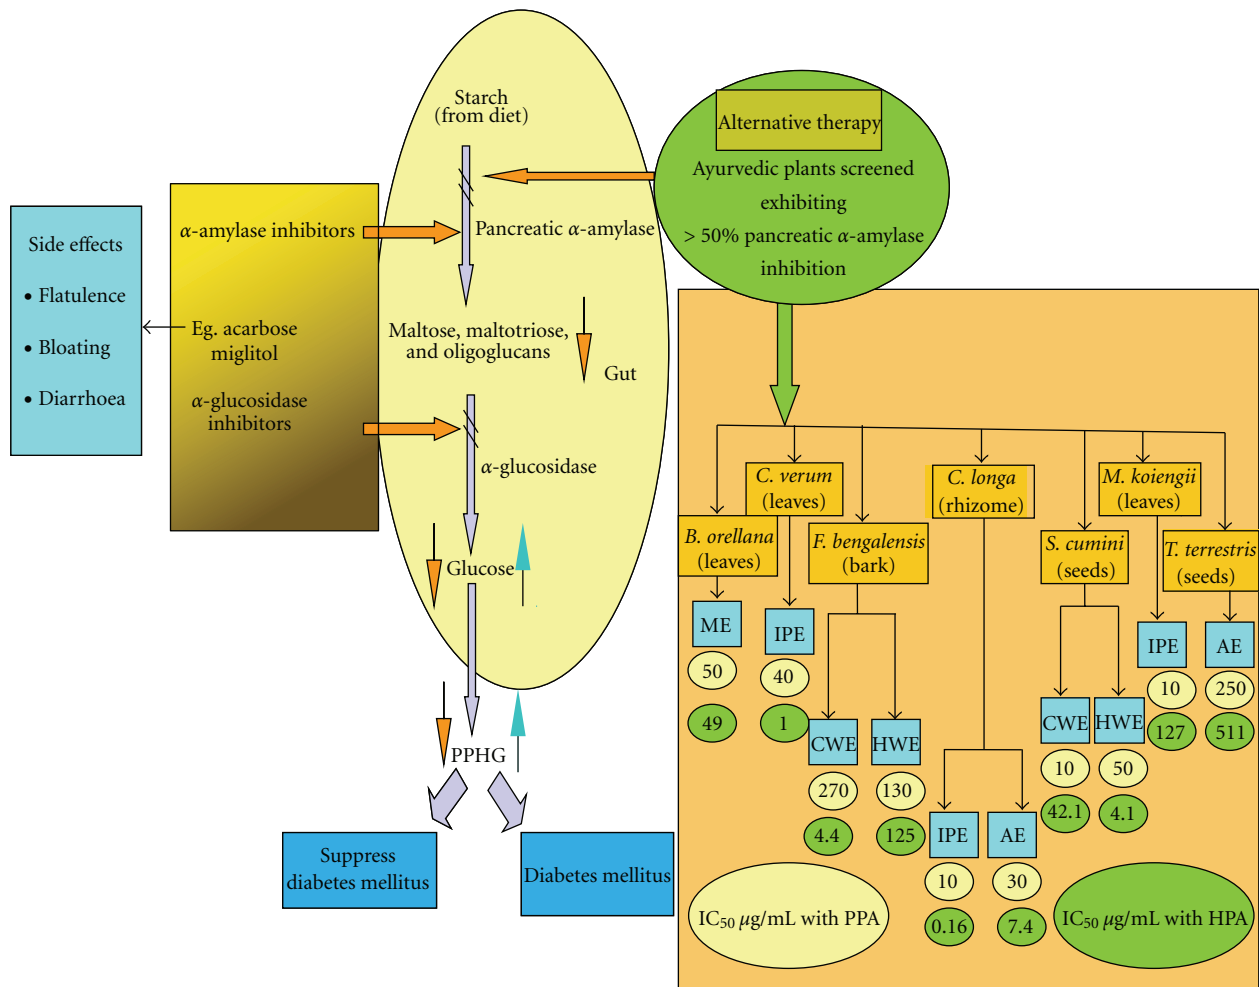 Starch
(from diet)
Pancreatic α-amylase
Maltose, maltotriose,
and oligoglucans
Gut
α-glucosidase
Glucose
PPHG
Suppress
diabetes mellitus
Diabetes mellitus
α-amylase inhibitors
Eg. acarbose
miglitol
α-glucosidase
inhibitors
Side effects
• Flatulence
• Bloating
• Diarrhoea
Alternative therapy
Ayurvedic plants screened
exhibiting
> 50% pancreatic α-amylase
inhibition
B. orellana
(leaves)
ME
50
49
C. verum
(leaves)
IPE
40
1
F. bengalensis
(bark)
CWE
270
4.4
HWE
130
125
C. longa
(rhizome)
IPE
10
0.16
AE
30
7.4
S. cumini
(seeds)
CWE
10
42.1
HWE
50
4.1
M. koiengii
(leaves)
IPE
10
127
T. terrestris
(seeds)
AE
250
511
IC50 µg/mL with PPA
IC50 µg/mL with HPA